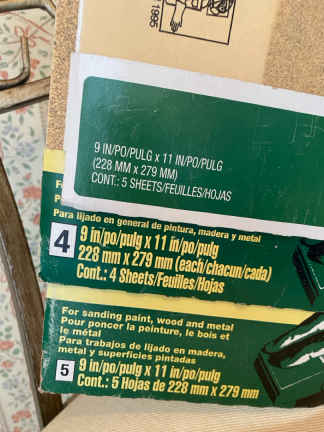 1995
9 IN/PO/PULG x 11 IN/PO/PULG
(228 MM x 279 MM)
CONT.: 5 SHEETS/FEUILLES/HOJAS
Para lijado en general de pintura, madera y metal
4
9 in/po/pulg x 11 in/po/pulg
228 mm x 279 mm (each/chacun/cada)
Cont.: 4 Sheets/Feuilles/Hojas
For sanding paint, wood and metal
Pour poncer la peinture, le bois et
le métal
Para trabajos de lijado en madera,
metal y superficies pintadas
5
9 in/po/pulg x 11 in/po/pulg
Cont.: 5 Hojas de 228 mm x 279 mm